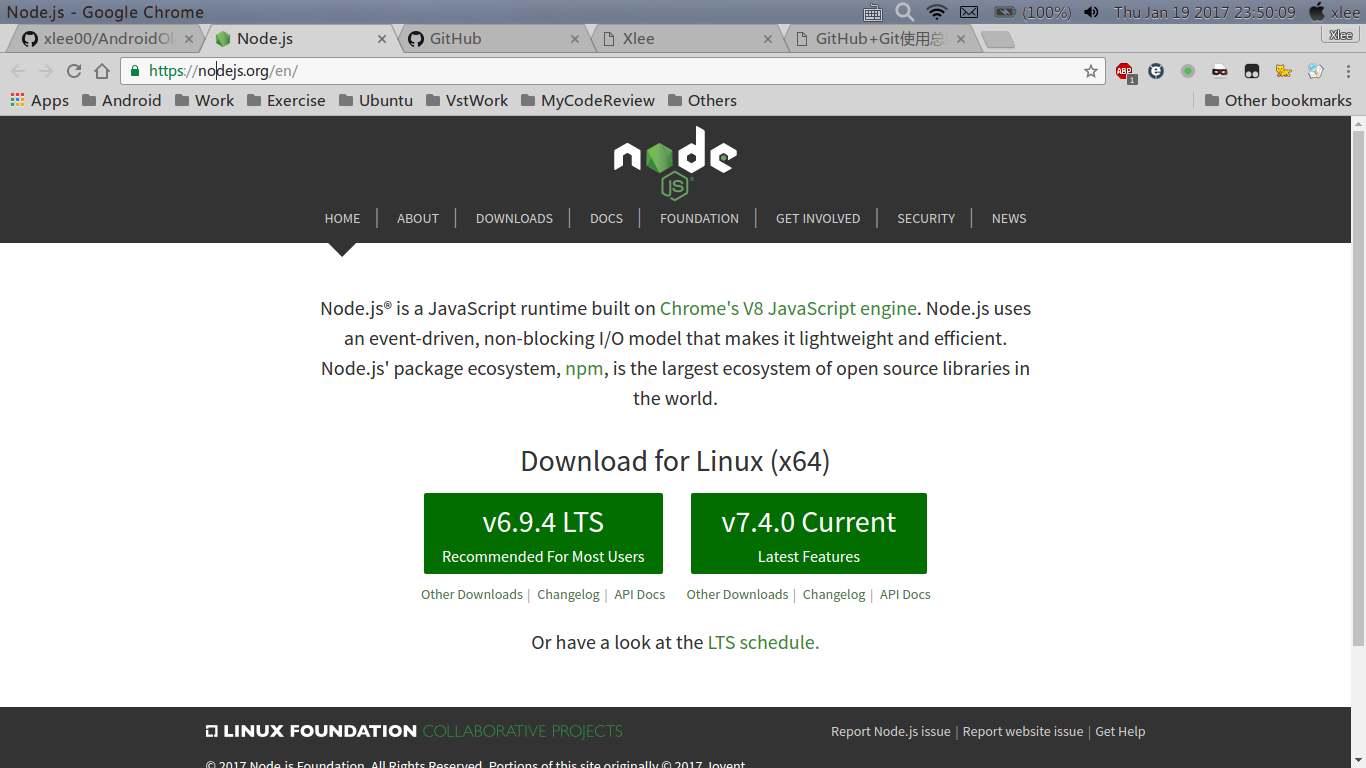 Node.js - Google Chrome (100%) Thu Jan 19 2017 23:50:09 xlee
xlee00/AndroidOl Node.js GitHub Xlee GitHub+Git使用总 Xlee
https://nodejs.org/en/ ABP 1
Apps Android Work Exercise Ubuntu VstWork MyCodeReview Others Other bookmarks
node
JS
HOME ABOUT DOWNLOADS DOCS FOUNDATION GET INVOLVED SECURITY NEWS
Node.js® is a JavaScript runtime built on Chrome's V8 JavaScript engine. Node.js uses
an event-driven, non-blocking I/O model that makes it lightweight and efficient.
Node.js' package ecosystem, npm, is the largest ecosystem of open source libraries in
the world.
Download for Linux (x64)
v6.9.4 LTS v7.4.0 Current
Recommended For Most Users Latest Features
Other Downloads | Changelog | API Docs Other Downloads | Changelog | API Docs
Or have a look at the LTS schedule.
LINUX FOUNDATION COLLABORATIVE PROJECTS Report Node.js issue | Report website issue | Get Help
© 2017 Node.js Foundation. All Rights Reserved. Portions of this site originally © 2017 Joyent.